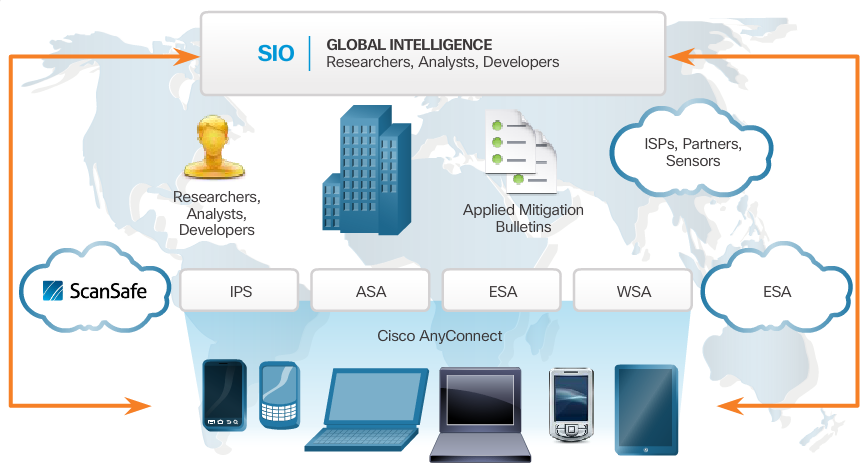 SIO
GLOBAL INTELLIGENCE
Researchers, Analysts, Developers
Researchers,
Analysts,
Developers
Applied Mitigation
Bulletins
ISPs, Partners,
Sensors
ScanSafe
IPS
ASA
ESA
WSA
ESA
Cisco AnyConnect